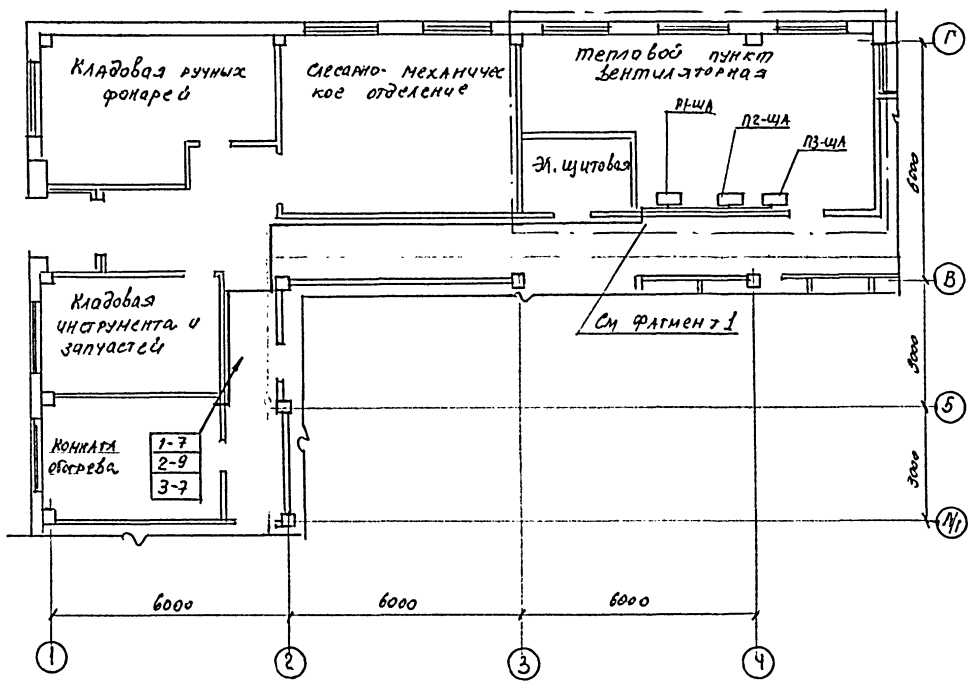 Кладовая ручных
фонарей
Слесарно-механичес
кое отделение
Тепловой пункт
вентиляторная
П1-ЩА
П2-ЩА
П3-ЩА
Эл. щитовая
Г
6000
В
См фрагмент 1
Кладовая
инструмента и
запчастей
3000
Б
Комната
обогрева
1-7
2-9
3-7
3000
А/1
6000
6000
6000
1
2
3
4